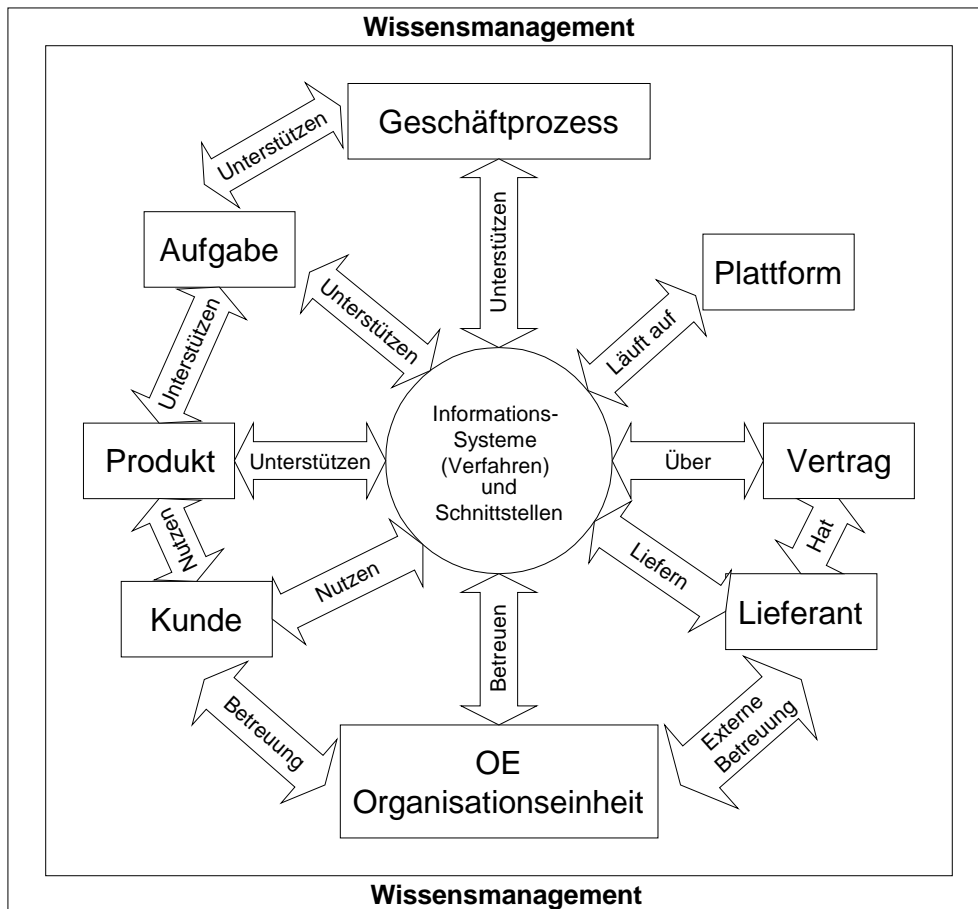 Wissensmanagement
Geschäftprozess
Unterstützen
Unterstützen
Aufgabe
Plattform
Unterstützen
Läuft auf
Unterstützen
Informations-
Systeme
(Verfahren)
und
Schnittstellen
Produkt
Unterstützen
Über
Vertrag
Nutzen
Hat
Nutzen
Liefern
Kunde
Lieferant
Betreuen
Betreuung
Externe
Betreuung
OE
Organisationseinheit
Wissensmanagement